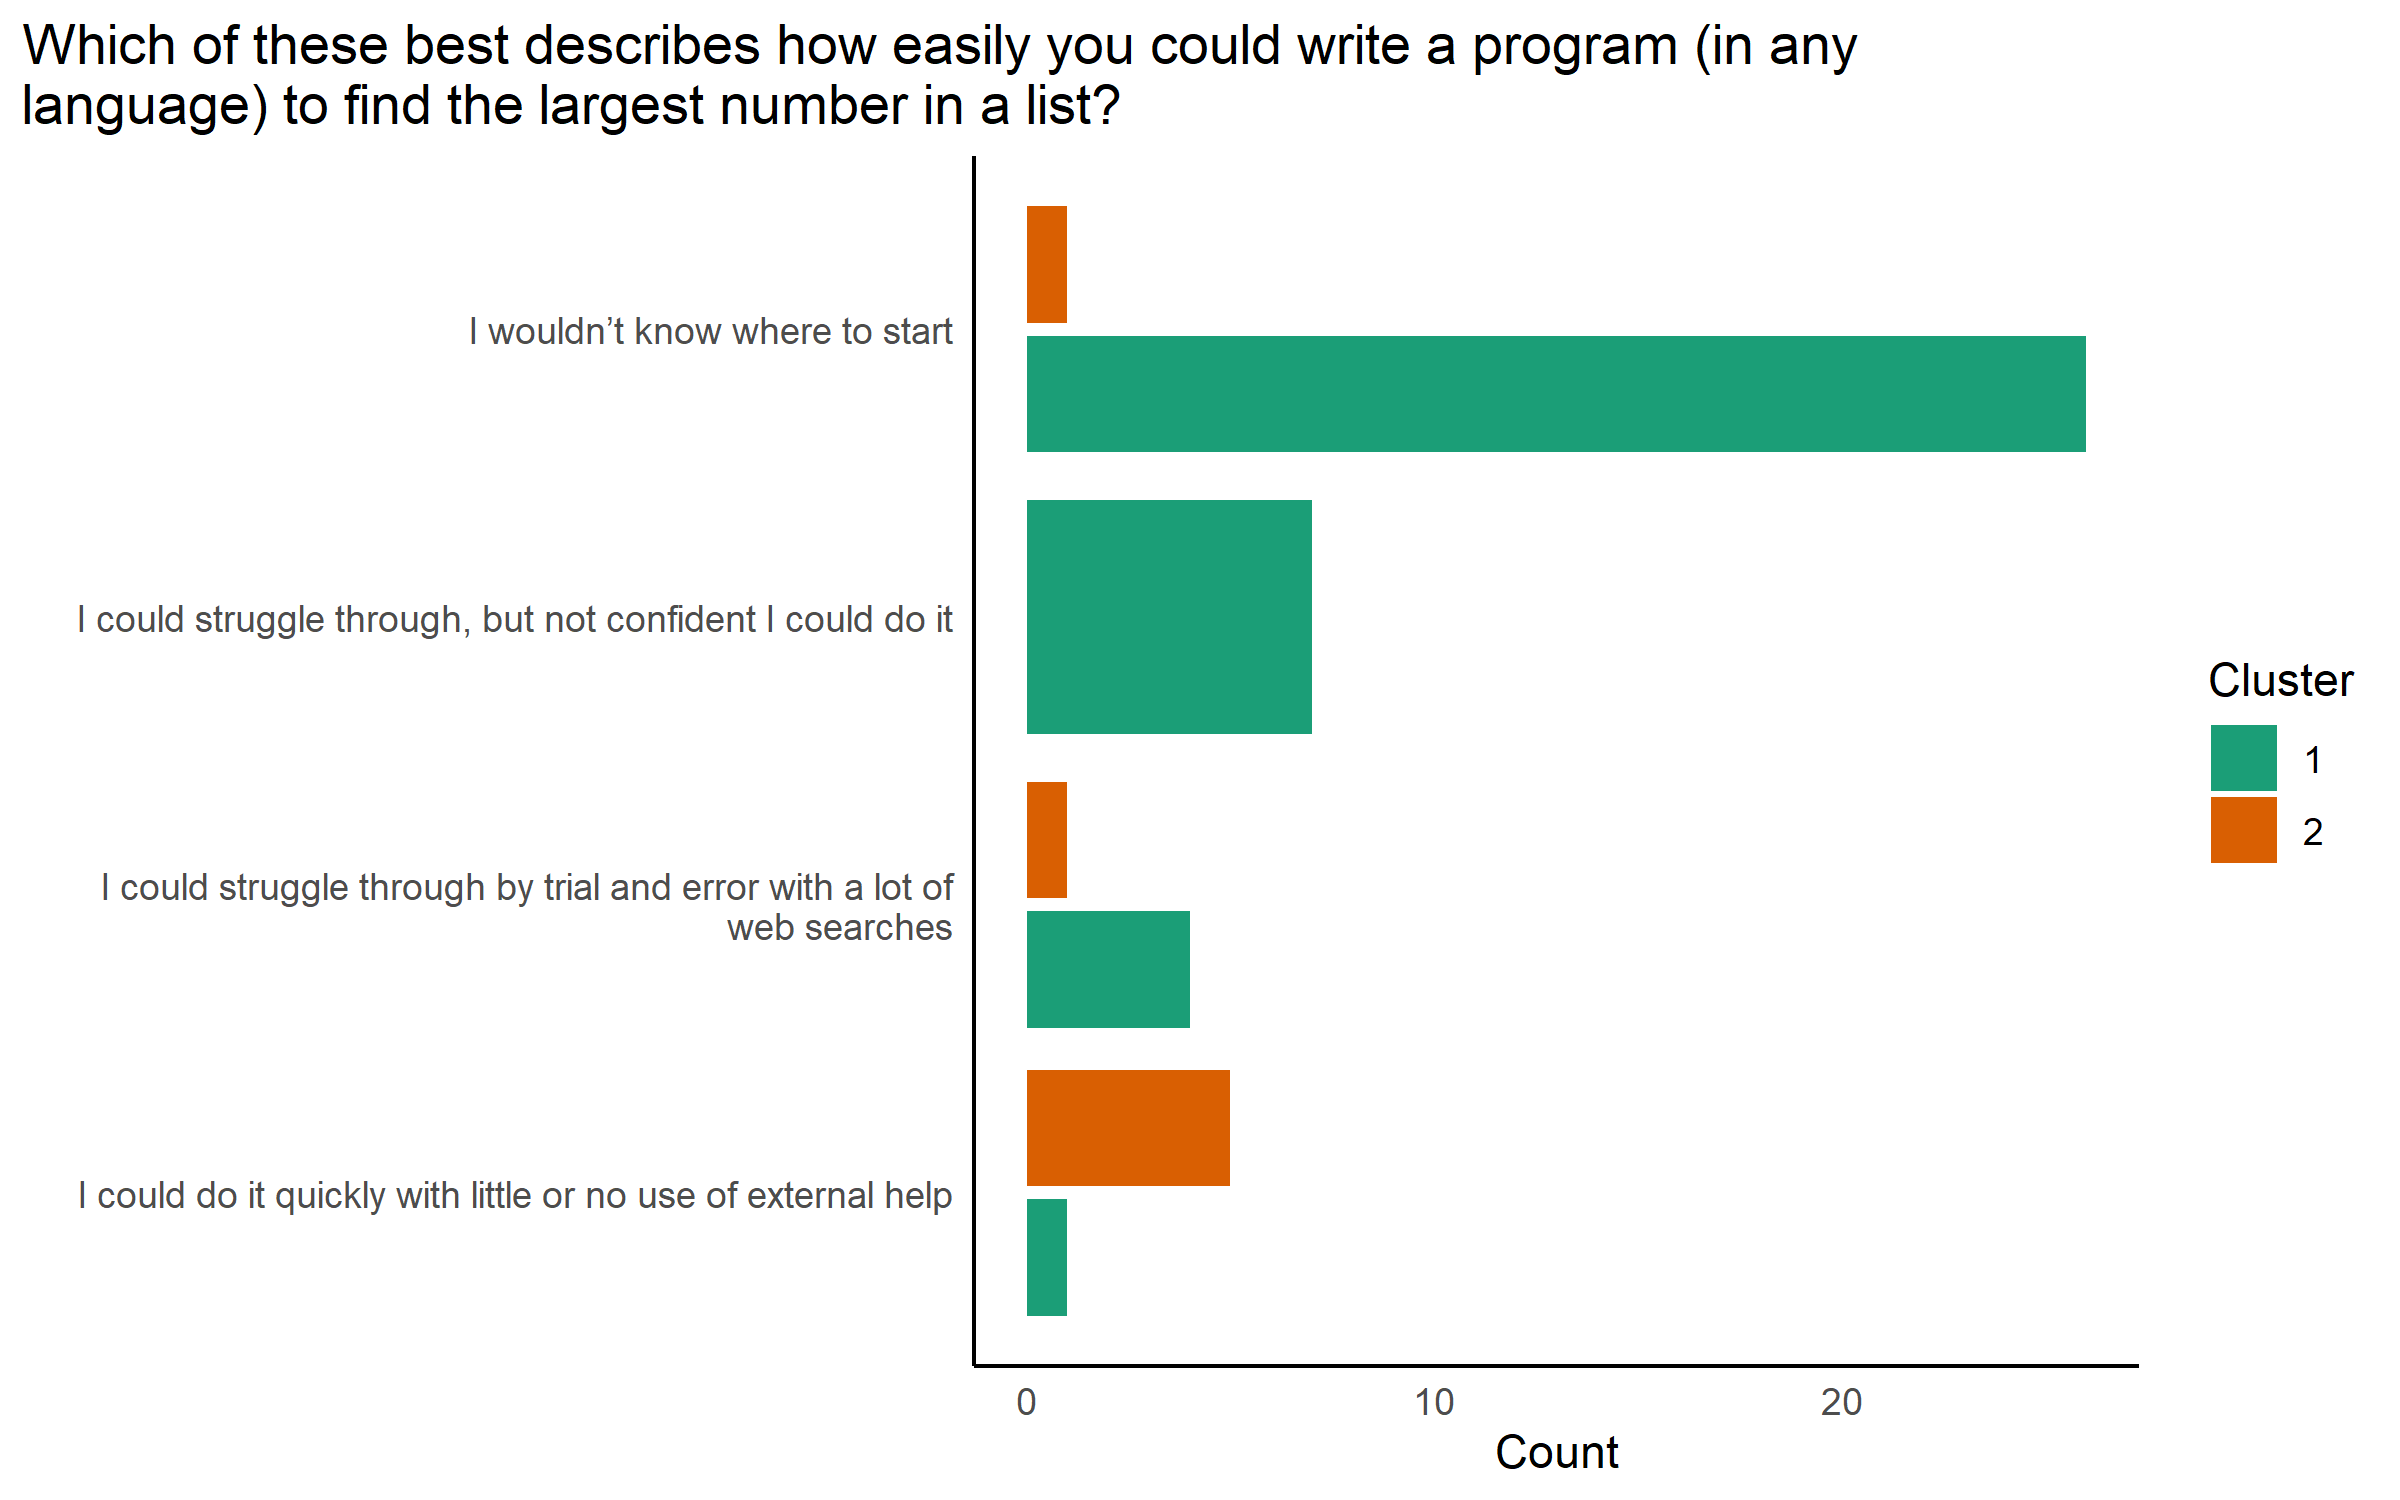 Which of these best describes how easily you could write a program (in any
language) to find the largest number in a list?
I wouldn’t know where to start
I could struggle through, but not confident I could do it
I could struggle through by trial and error with a lot of
web searches
I could do it quickly with little or no use of external help
0
10
20
Count
Cluster
1
2